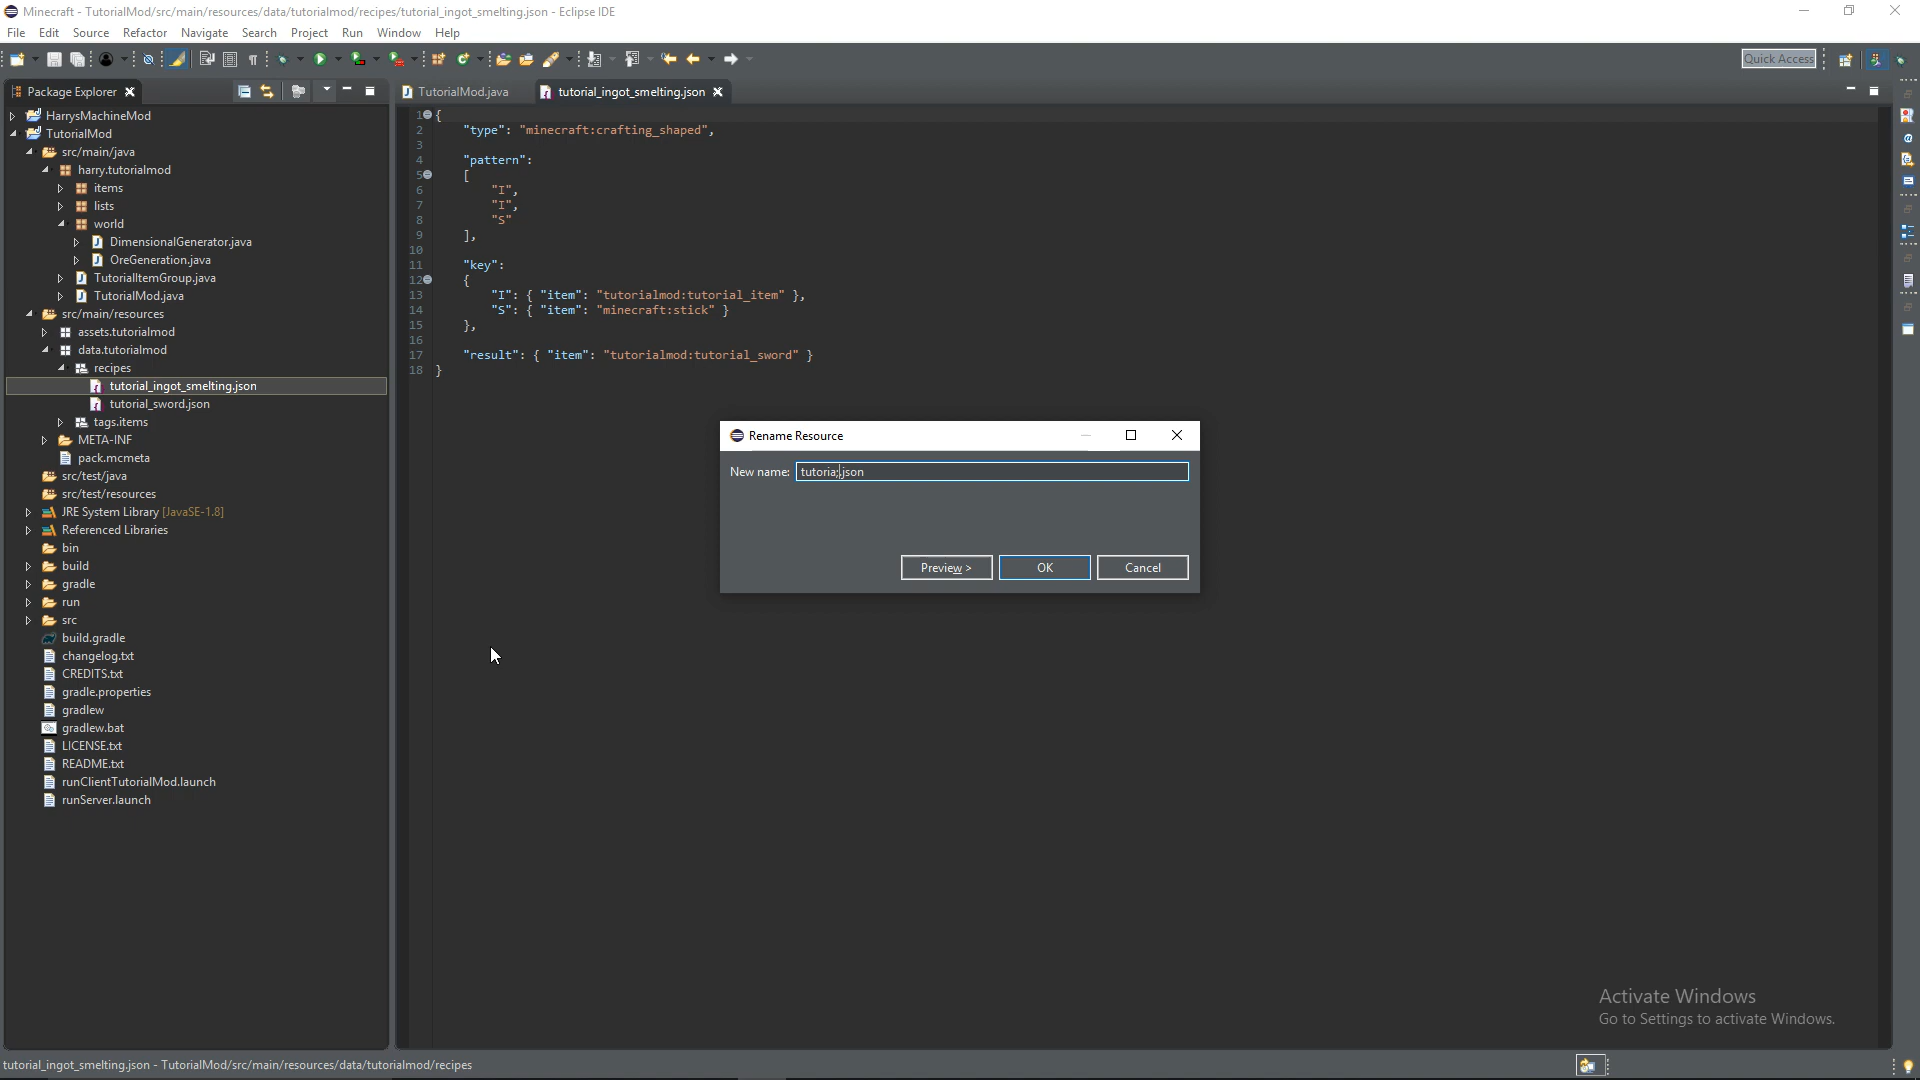 Minecraft - TutorialMod/src/main/resources/data/tutorialmod/recipes/tutorial_ingot_smelting.json - Eclipse IDE
File Edit Source Refactor Navigate Search Project Run Window Help
Quick Access
Package Explorer
TutorialMod.java
tutorial_ingot_smelting.json
HarrysMachineMod
TutorialMod
src/main/java
harry.tutorialmod
items
lists
world
DimensionalGenerator.java
OreGeneration.java
TutorialItemGroup.java
TutorialMod.java
src/main/resources
assets.tutorialmod
data.tutorialmod
recipes
tutorial_ingot_smelting.json
tutorial_sword.json
tags.items
META-INF
pack.mcmeta
src/test/java
src/test/resources
JRE System Library [JavaSE-1.8]
Referenced Libraries
bin
build
gradle
run
src
build.gradle
changelog.txt
CREDITS.txt
gradle.properties
gradlew
gradlew.bat
LICENSE.txt
README.txt
runClientTutorialMod.launch
runServer.launch
1 {
2 "type": "minecraft:crafting_shaped",
3
4 "pattern":
5 [
6 "I",
7 "I",
8 "S"
9 ],
10
11 "key":
12 {
13 "I": { "item": "tutorialmod:tutorial_item" },
14 "S": { "item": "minecraft:stick" }
15 },
16
17 "result": { "item": "tutorialmod:tutorial_sword" }
18 }
Rename Resource
New name: tutoria;.json
Preview >
OK
Cancel
Activate Windows
Go to Settings to activate Windows.
tutorial_ingot_smelting.json - TutorialMod/src/main/resources/data/tutorialmod/recipes